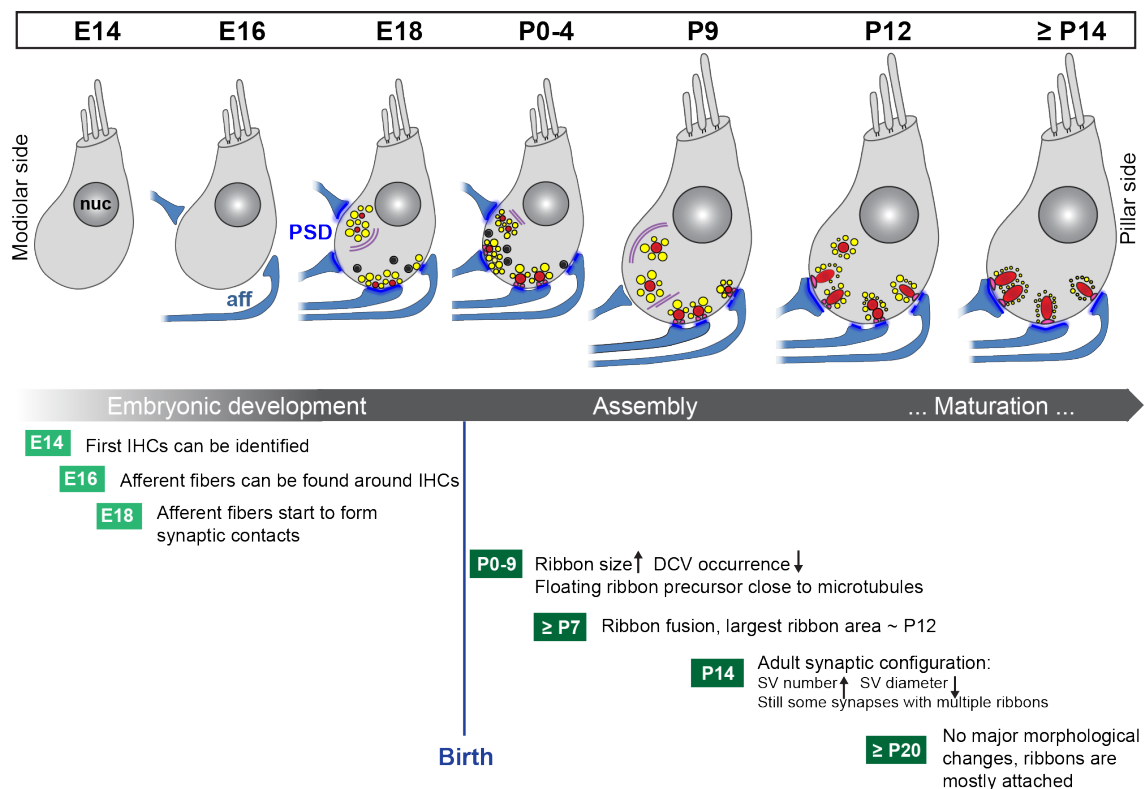 E14 E16 E18 P0-4 P9 P12 ≥ P14
Modiolar side
Pillar side
nuc
PSD
aff
Embryonic development Assembly ... Maturation ...
E14 First IHCs can be identified
E16 Afferent fibers can be found around IHCs
E18 Afferent fibers start to form
synaptic contacts
P0-9 Ribbon size↑ DCV occurrence↓
Floating ribbon precursor close to microtubules
≥ P7 Ribbon fusion, largest ribbon area ~ P12
P14 Adult synaptic configuration:
SV number↑ SV diameter↓
Still some synapses with multiple ribbons
Birth
≥ P20 No major morphological
changes, ribbons are
mostly attached